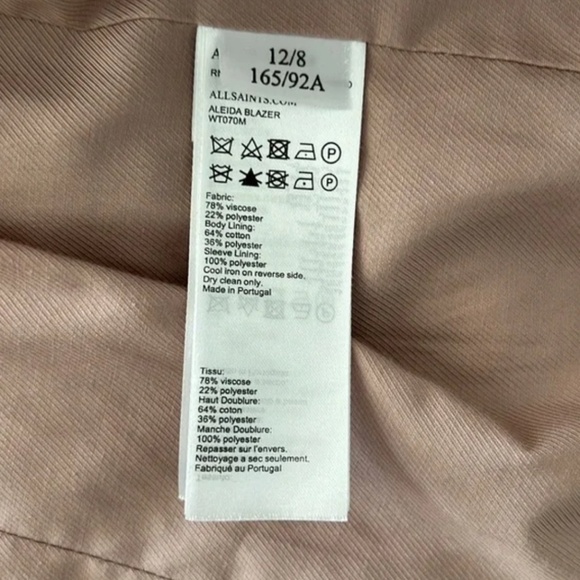 12/8
165/92A
ALLSAINTS.COM
ALEIDA BLAZER
WT070M
P
P
Fabric:
78% viscose
22% polyester
Body Lining:
64% cotton
36% polyester
Sleeve Lining:
100% polyester
Cool iron on reverse side.
Dry clean only.
Made in Portugal
Tissu:
78% viscose
22% polyester
Haut Doublure:
64% coton
36% polyester
Manche Doublure:
100% polyester
Repasser sur l'envers.
Nettoyage a sec seulement.
Fabriqué au Portugal